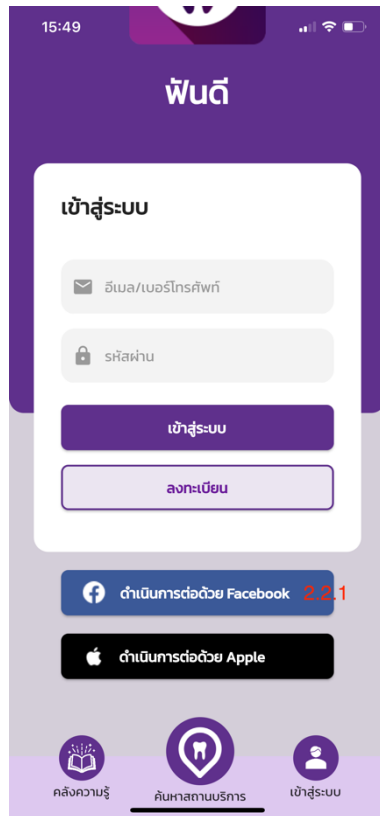 15:49
ฟันดี
เข้าสู่ระบบ
อีเมล/เบอร์โทรศัพท์
รหัสผ่าน
เข้าสู่ระบบ
ลงทะเบียน
ดำเนินการต่อด้วย Facebook 2.2.1
ดำเนินการต่อด้วย Apple
คลังความรู้ ค้นหาสถานบริการ เข้าสู่ระบบ